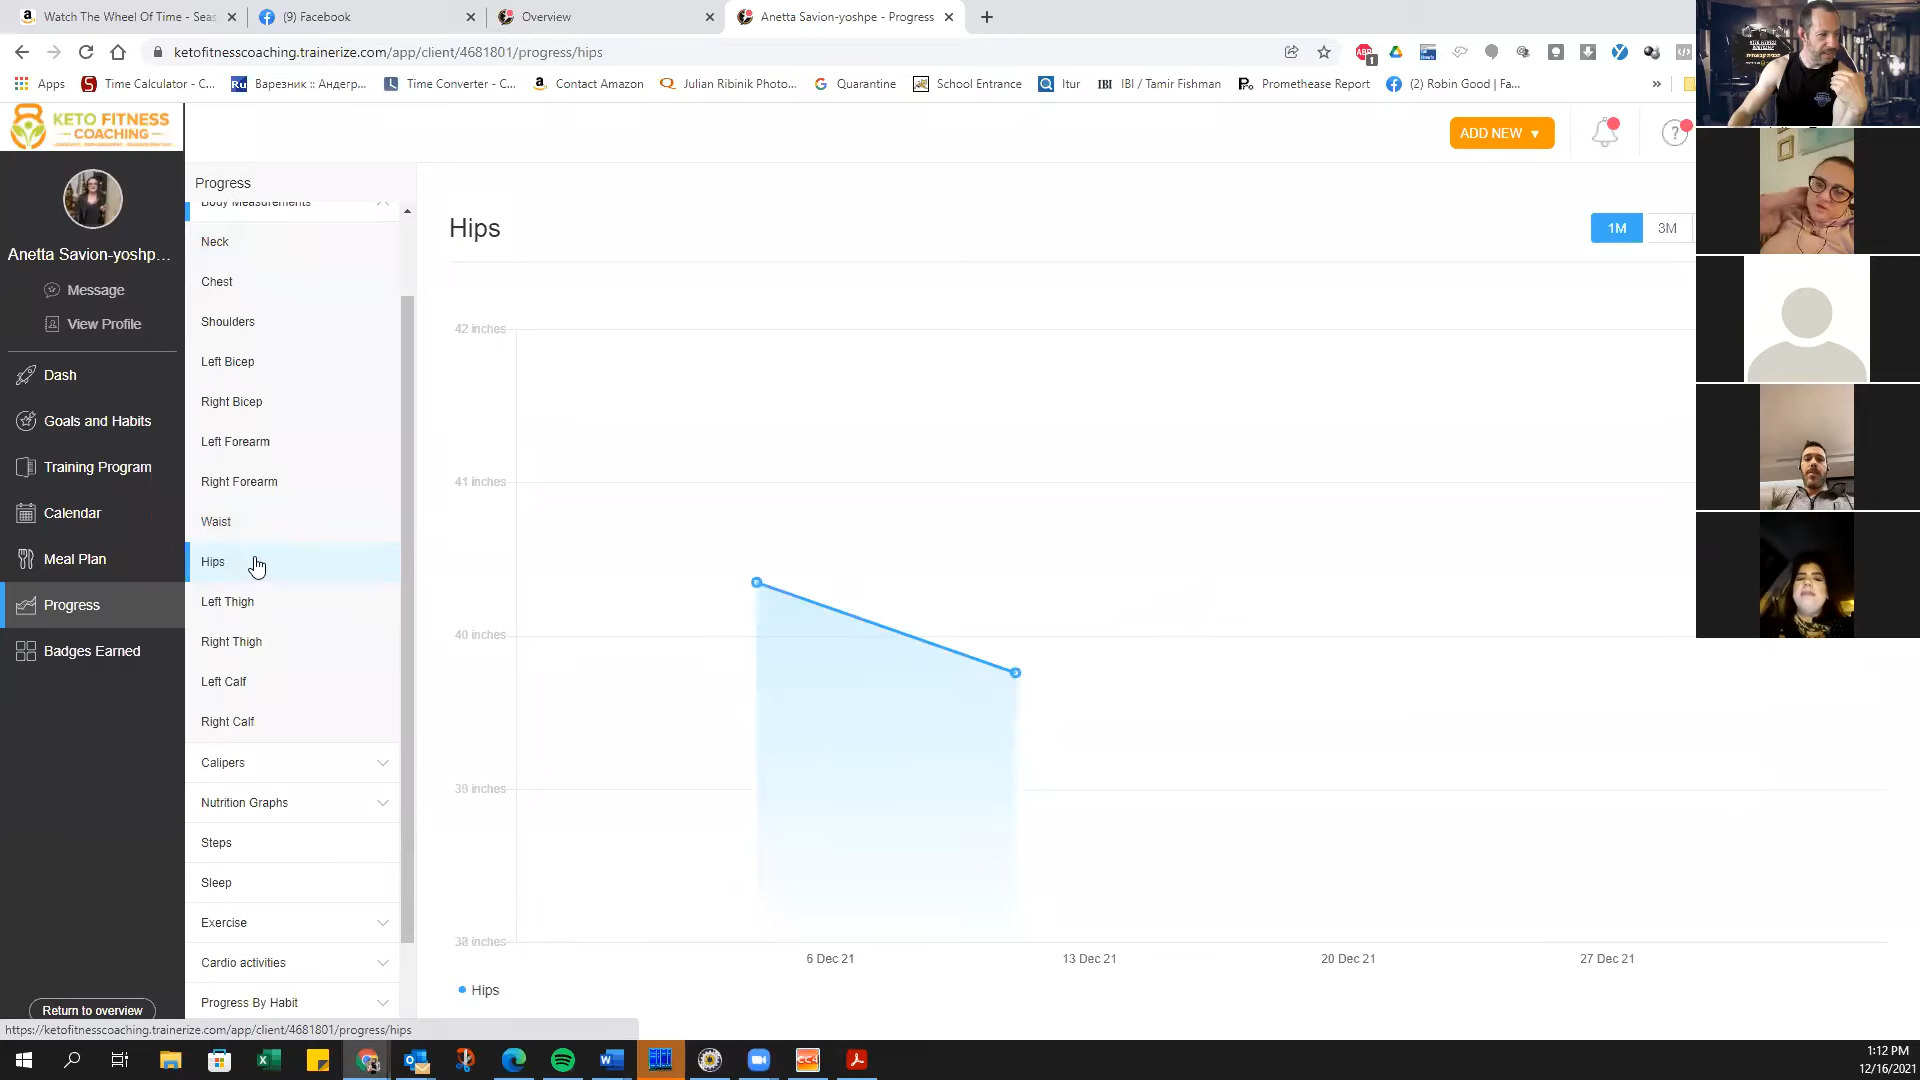 Watch The Wheel Of Time - Seas
(9) Facebook
Overview
Anetta Savion-yoshpe - Progress
ketofitnesscoaching.trainerize.com/app/client/4681801/progress/hips
Apps
Time Calculator - C...
Варезник :: Андегр...
Time Converter - C...
Contact Amazon
Julian Ribinik Photo...
Quarantine
School Entrance
Itur
IBI / Tamir Fishman
Promethease Report
(2) Robin Good | Fa...
KETO FITNESS
COACHING
ADD NEW
Anetta Savion-yoshp...
Message
View Profile
Dash
Goals and Habits
Training Program
Calendar
Meal Plan
Progress
Badges Earned
Return to overview
Progress
Body Measurements
Neck
Chest
Shoulders
Left Bicep
Right Bicep
Left Forearm
Right Forearm
Waist
Hips
Left Thigh
Right Thigh
Left Calf
Right Calf
Calipers
Nutrition Graphs
Steps
Sleep
Exercise
Cardio activities
Progress By Habit
Hips
1M
3M
42 inches
41 inches
40 inches
39 inches
38 inches
6 Dec 21
13 Dec 21
20 Dec 21
27 Dec 21
Hips
https://ketofitnesscoaching.trainerize.com/app/client/4681801/progress/hips
1:12 PM
12/16/2021